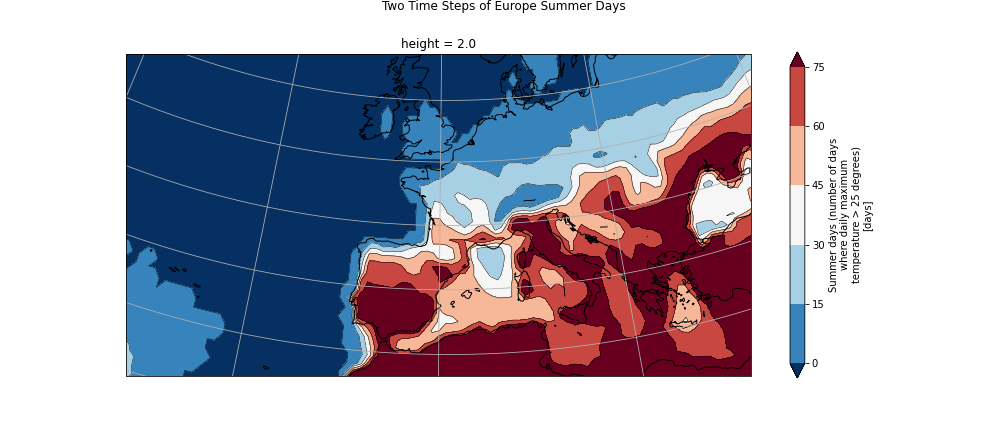 Two Time Steps of Europe Summer Days
height = 2.0
75
60
45
30
15
0
Summer days (number of days
where daily maximum
temperature > 25 degrees)
[days]